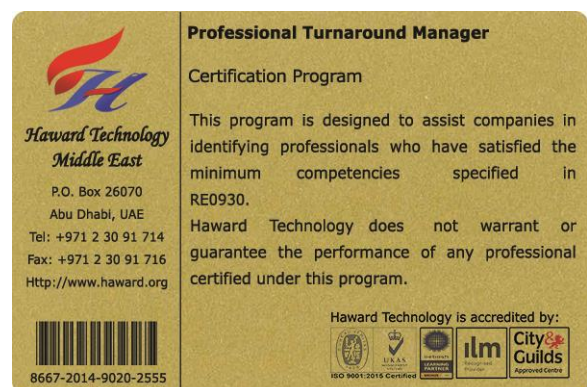 Haward Technology
Middle East
P.O. Box 26070
Abu Dhabi, UAE
Tel: +971 2 30 91 714
Fax: +971 2 30 91 716
Http://www.haward.org
8667-2014-9020-2555
Professional Turnaround Manager
Certification Program
This program is designed to assist companies in
identifying professionals who have satisfied the
minimum competencies specified in
RE0930.
Haward Technology does not warrant or
guarantee the performance of any professional
certified under this program.
Haward Technology is accredited by:
UKAS
ilm
City&
Guilds
Approved Centre
ISO 9001:2015 Certified